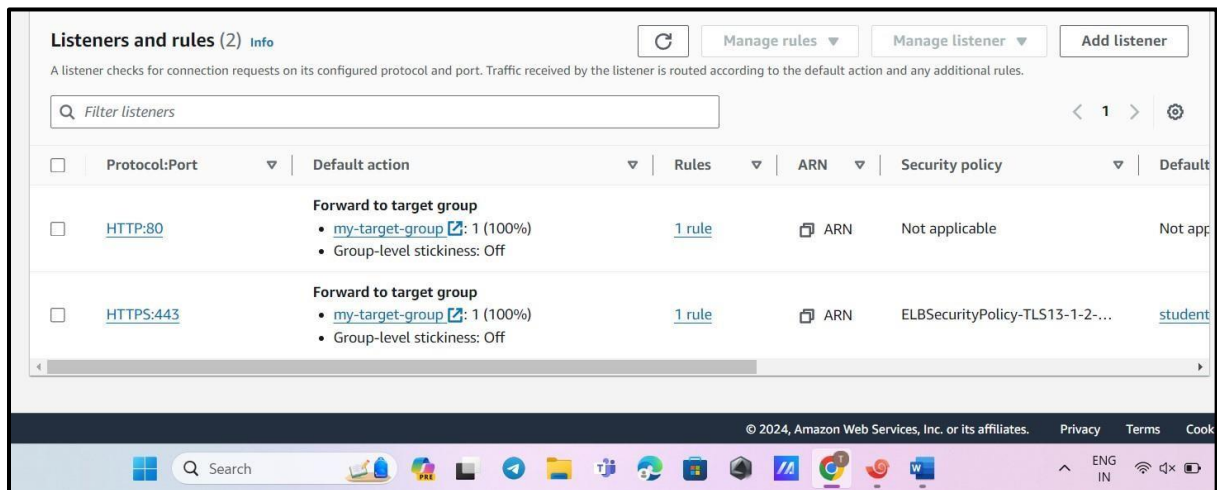 Listeners and rules (2) Info
Manage rules
Manage listener
Add listener
A listener checks for connection requests on its configured protocol and port. Traffic received by the listener is routed according to the default action and any additional rules.
Filter listeners
1
Protocol:Port
Default action
Rules
ARN
Security policy
Default
HTTP:80
Forward to target group
• my-target-group: 1 (100%)
• Group-level stickiness: Off
1 rule
ARN
Not applicable
Not app
HTTPS:443
Forward to target group
• my-target-group: 1 (100%)
• Group-level stickiness: Off
1 rule
ARN
ELBSecurityPolicy-TLS13-1-2-...
student
© 2024, Amazon Web Services, Inc. or its affiliates.
Privacy
Terms
Cook
Search
PRE
ENG
IN